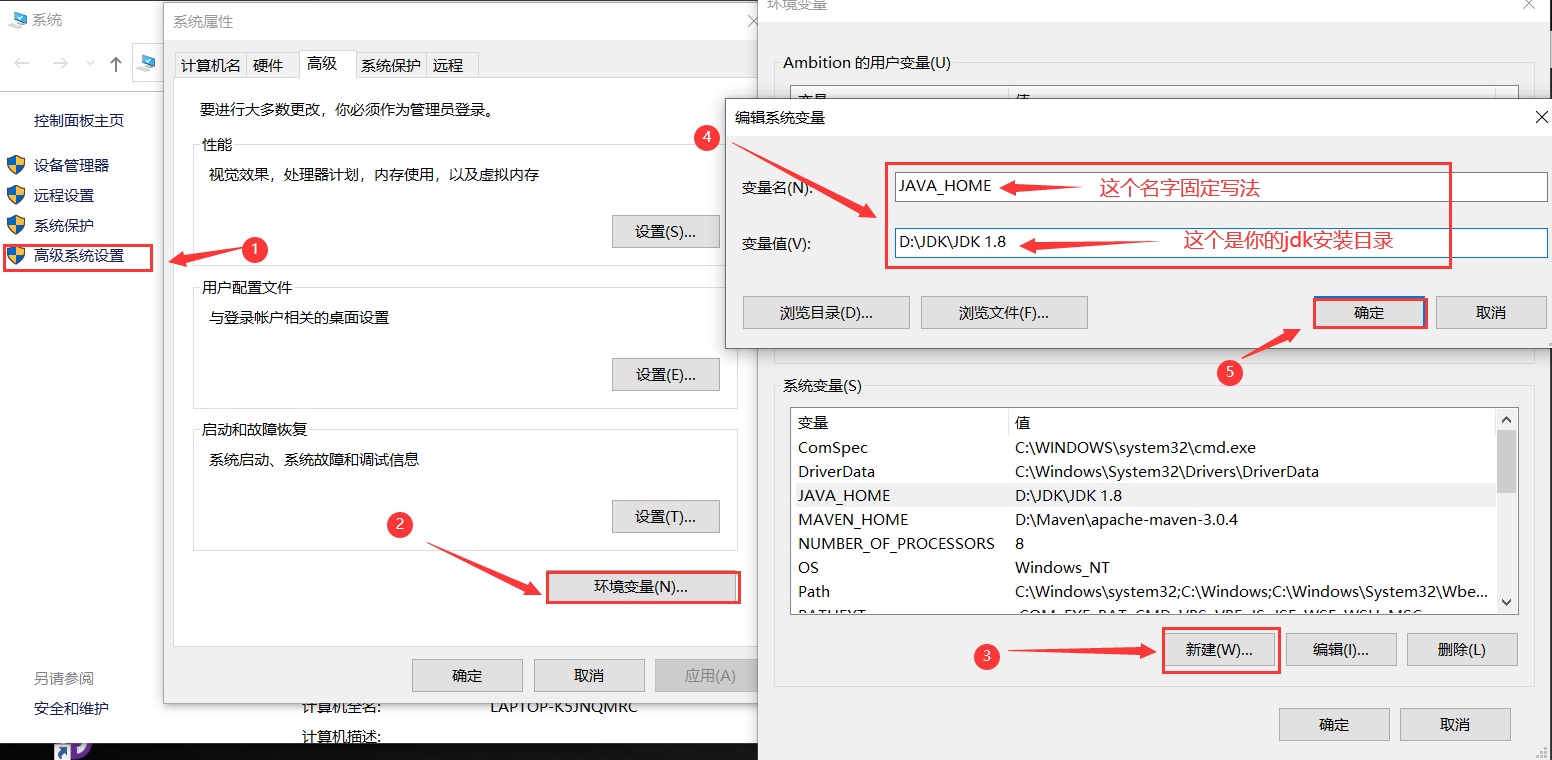 系统
控制面板主页
设备管理器
远程设置
系统保护
高级系统设置
1
另请参阅
安全和维护
系统属性
计算机名
硬件
高级
系统保护
远程
要进行大多数更改，你必须作为管理员登录。
性能
视觉效果，处理器计划，内存使用，以及虚拟内存
设置(S)...
用户配置文件
与登录帐户相关的桌面设置
设置(E)...
启动和故障恢复
系统启动、系统故障和调试信息
设置(T)...
2
环境变量(N)...
确定
取消
应用(A)
计算机全名:
LAPTOP-K5JNQMRC
计算机描述:
环境变量
Ambition 的用户变量(U)
变量
值
编辑系统变量
4
变量名(N):
JAVA_HOME
这个名字固定写法
变量值(V):
D:\JDK\JDK 1.8
这个是你的jdk安装目录
浏览目录(D)...
浏览文件(F)...
确定
取消
5
系统变量(S)
变量 值
ComSpec C:\WINDOWS\system32\cmd.exe
DriverData C:\Windows\System32\Drivers\DriverData
JAVA_HOME D:\JDK\JDK 1.8
MAVEN_HOME D:\Maven\apache-maven-3.0.4
NUMBER_OF_PROCESSORS 8
OS Windows_NT
Path C:\Windows\system32;C:\Windows;C:\Windows\System32\Wbe...
PATHEXT .COM;.EXE;.BAT;.CMD;.VBS;.VBE;.JS;.JSE;.WSF;.WSH;.MSC
3
新建(W)...
编辑(I)...
删除(L)
确定
取消